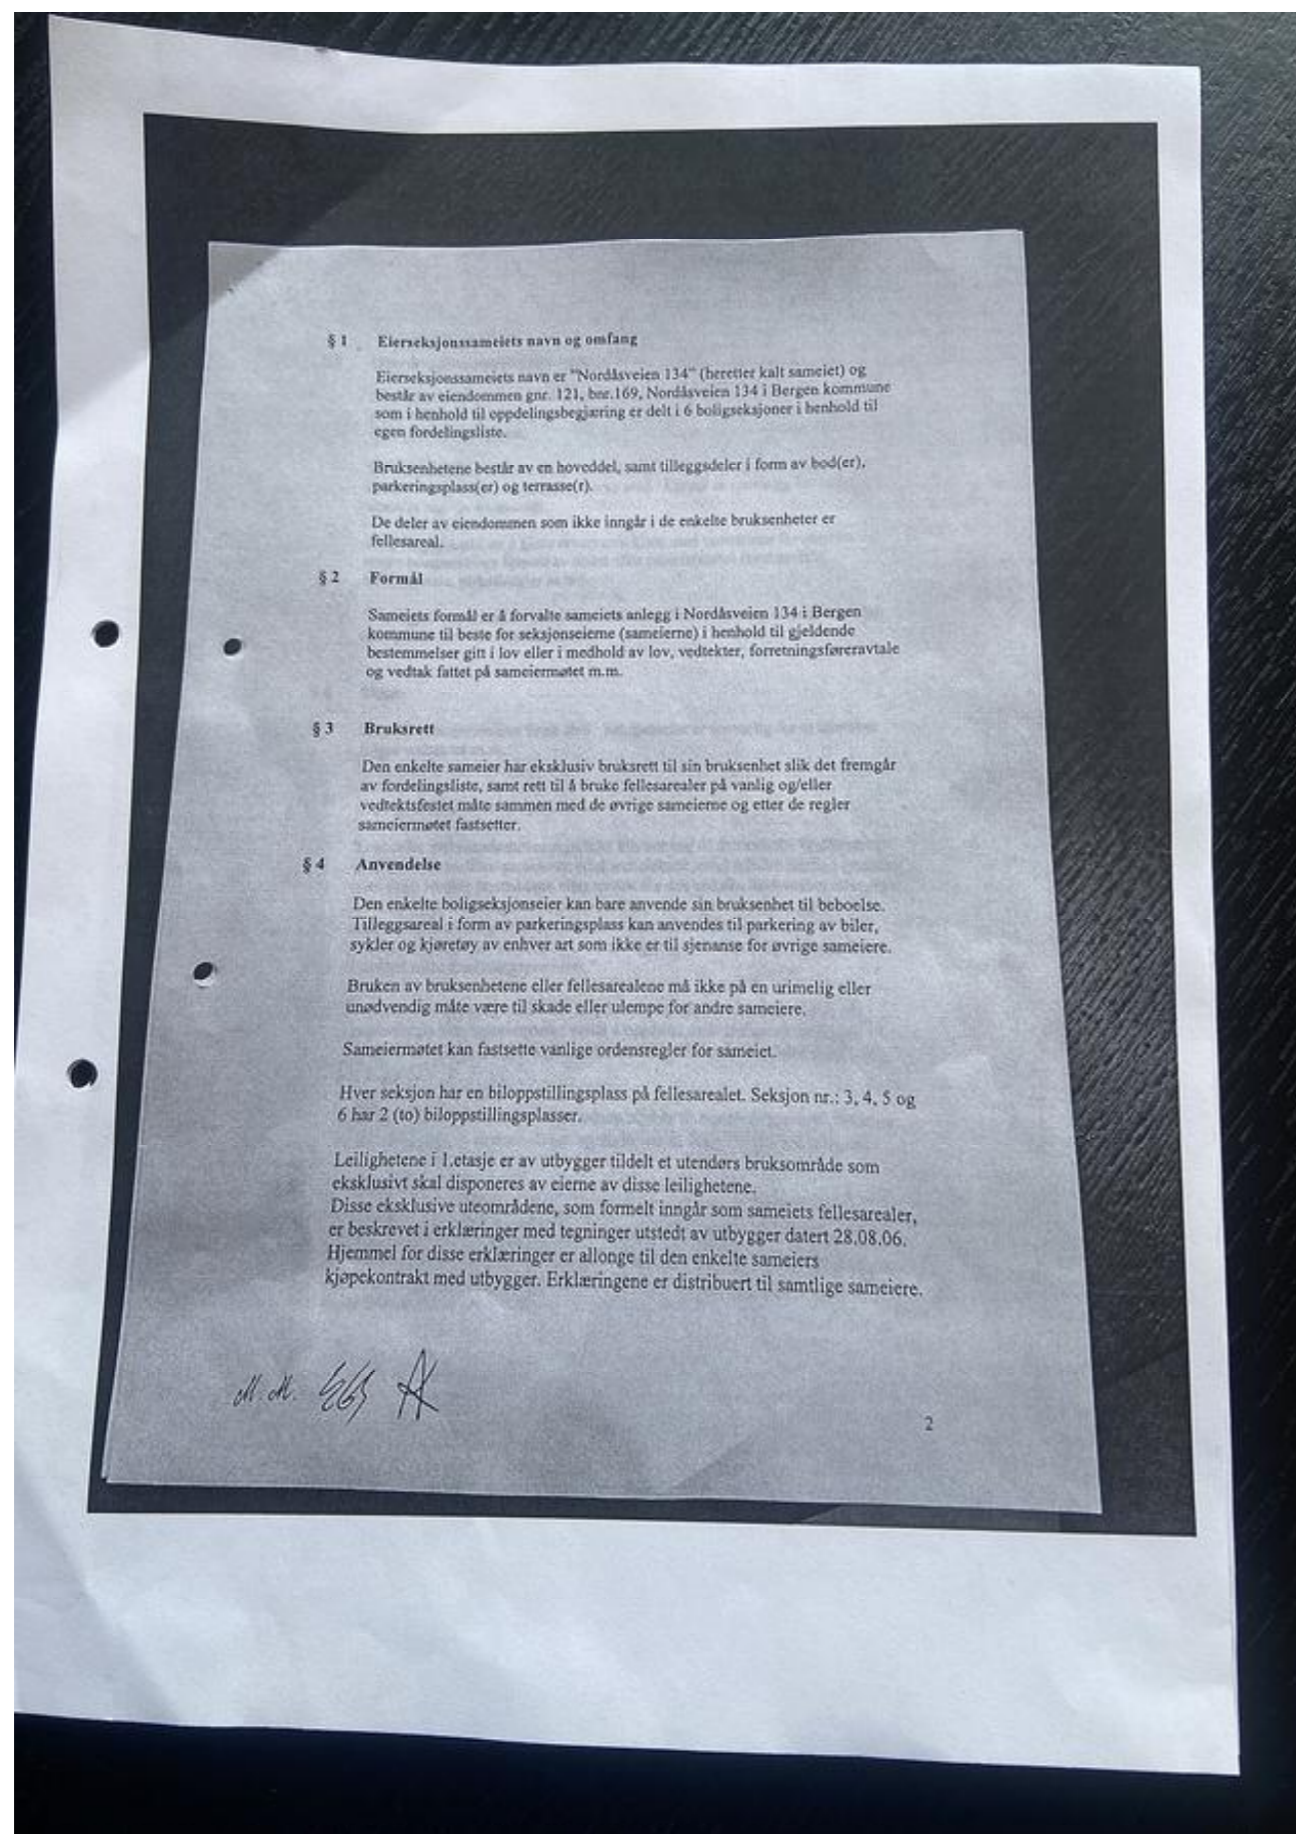 § 1 Eierseksjonssameiets navn og omfang
Eierseksjonssameiets navn er "Nordåsveien 134" (heretter kalt sameiet) og
består av eiendommen gnr. 121, bnr.169, Nordåsveien 134 i Bergen kommune
som i henhold til oppdelingsbegjæring er delt i 6 boligseksjoner i henhold til
egen fordelingsliste.
Bruksenhetene består av en hoveddel, samt tilleggsdeler i form av bod(er),
parkeringsplass(er) og terrasse(r).
De deler av eiendommen som ikke inngår i de enkelte bruksenheter er
fellesareal.
§ 2 Formål
Sameiets formål er å forvalte sameiets anlegg i Nordåsveien 134 i Bergen
kommune til beste for seksjonseierne (sameierne) i henhold til gjeldende
bestemmelser gitt i lov eller i medhold av lov, vedtekter, forretningsføreravtale
og vedtak fattet på sameiermøtet m.m.
§ 3 Bruksrett
Den enkelte sameier har eksklusiv bruksrett til sin bruksenhet slik det fremgår
av fordelingsliste, samt rett til å bruke fellesarealer på vanlig og/eller
vedtektsfestet måte sammen med de øvrige sameierne og etter de regler
sameiermøtet fastsetter.
§ 4 Anvendelse
Den enkelte boligseksjonseier kan bare anvende sin bruksenhet til beboelse.
Tilleggsareal i form av parkeringsplass kan anvendes til parkering av biler,
sykler og kjøretøy av enhver art som ikke er til sjenanse for øvrige sameiere.
Bruken av bruksenhetene eller fellesarealene må ikke på en urimelig eller
unødvendig måte være til skade eller ulempe for andre sameiere.
Sameiermøtet kan fastsette vanlige ordensregler for sameiet.
Hver seksjon har en biloppstillingsplass på fellesarealet. Seksjon nr.: 3, 4, 5 og
6 har 2 (to) biloppstillingsplasser.
Leilighetene i 1.etasje er av utbygger tildelt et utendørs bruksområde som
eksklusivt skal disponeres av eierne av disse leilighetene.
Disse eksklusive uteområdene, som formelt inngår som sameiets fellesarealer,
er beskrevet i erklæringer med tegninger utstedt av utbygger datert 28.08.06.
Hjemmel for disse erklæringer er allonge til den enkelte sameiers
kjøpekontrakt med utbygger. Erklæringene er distribuert til samtlige sameiere.
M. M.
2